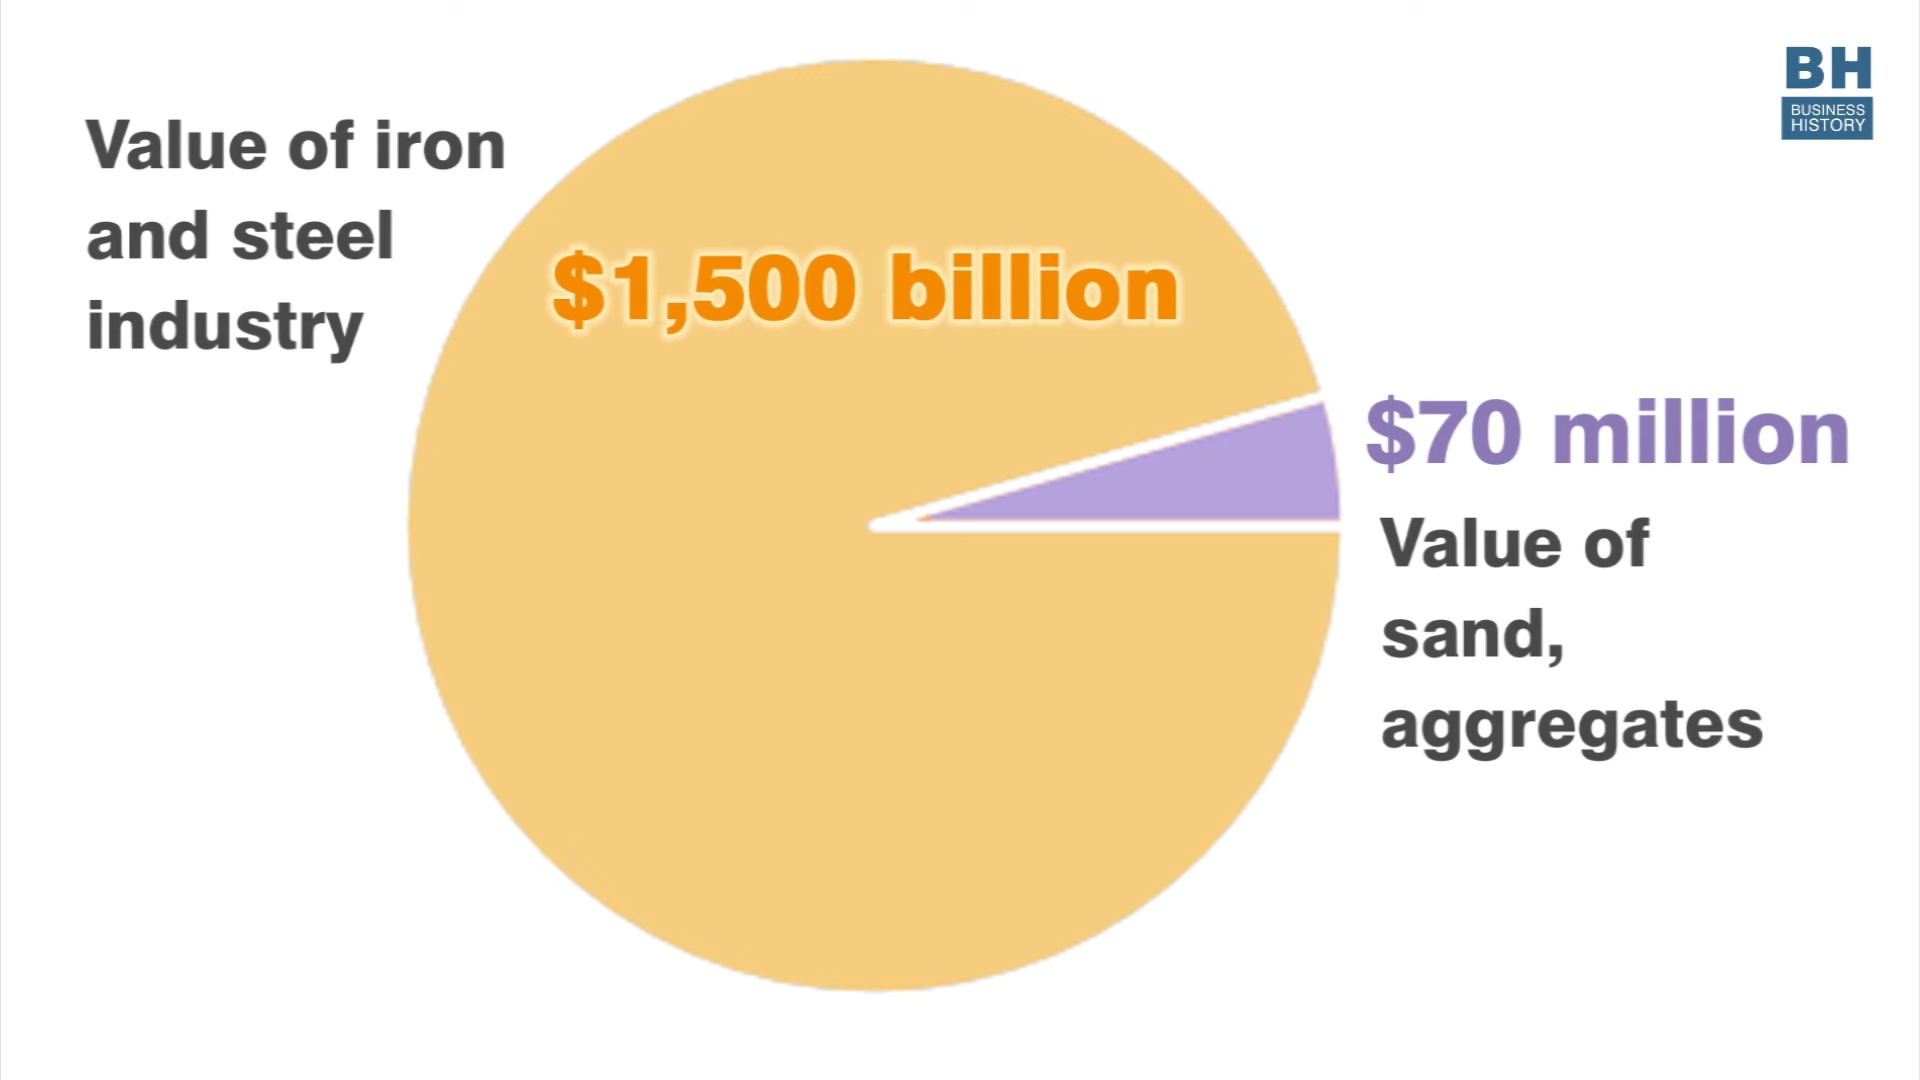 BH
BUSINESS
HISTORY
Value of iron
and steel
industry
$1,500 billion
$70 million
Value of
sand,
aggregates